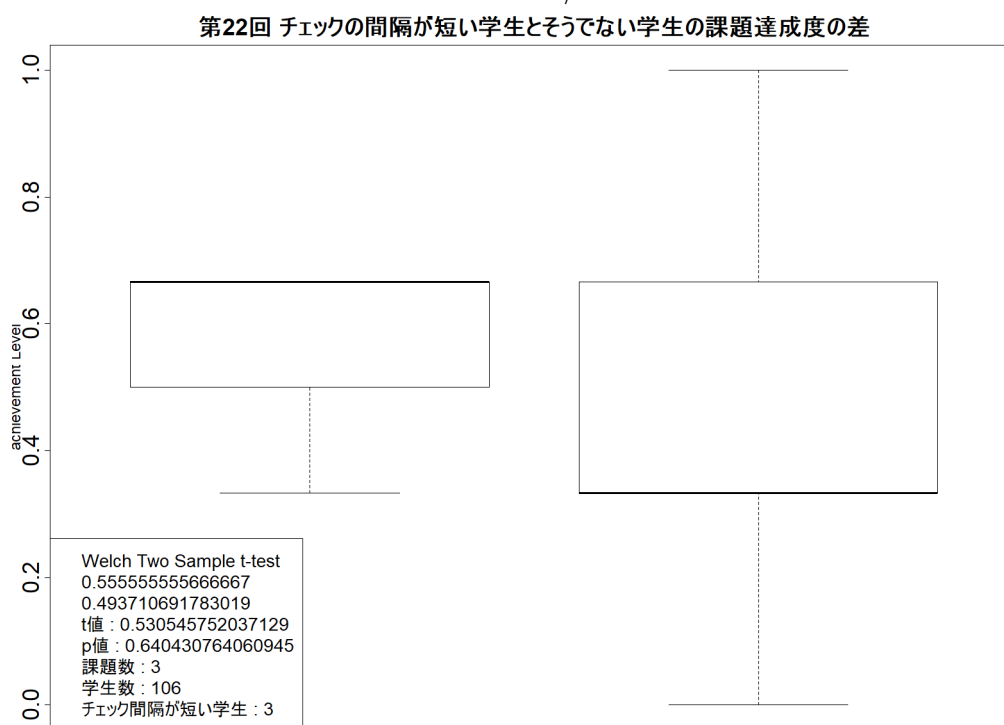 第22回 チェックの間隔が短い学生とそうでない学生の課題達成度の差
1.0
0.8
0.6
0.4
0.2
0.0
achievement Level
Welch Two Sample t-test
0.555555555666667
0.493710691783019
t値 : 0.530545752037129
p値 : 0.640430764060945
課題数 : 3
学生数 : 106
チェック間隔が短い学生 : 3